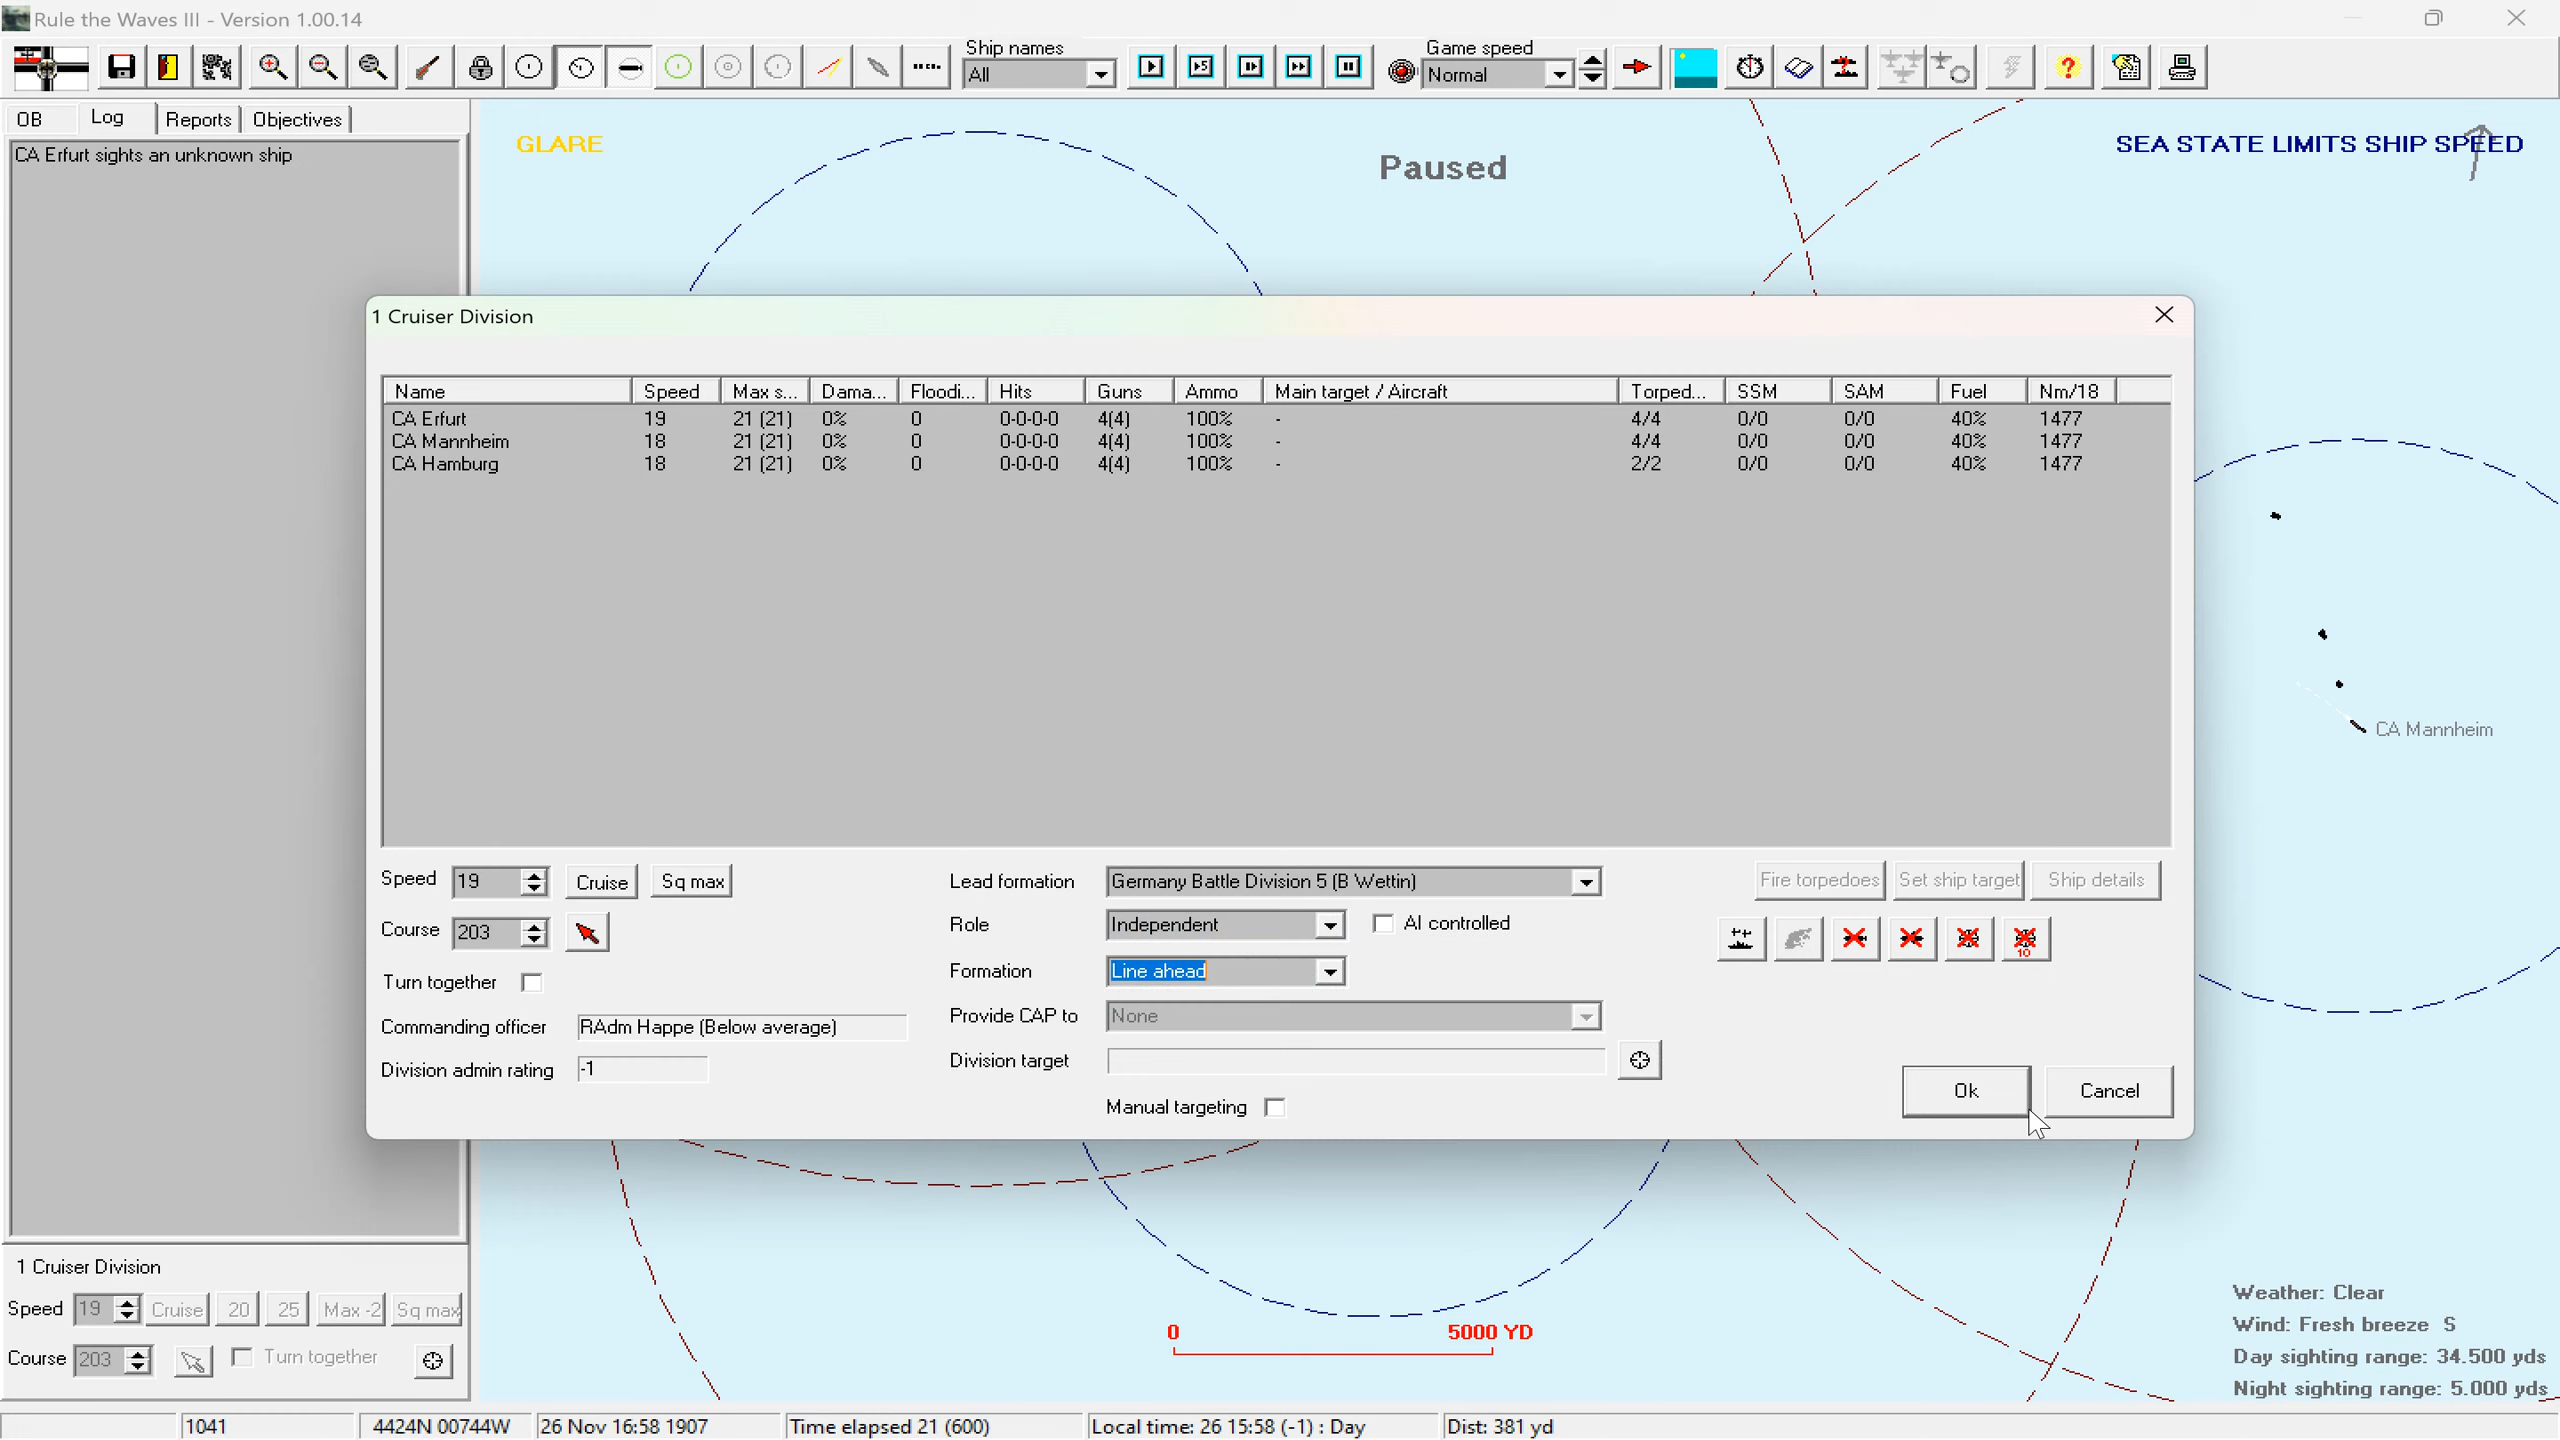 Rule the Waves III - Version 1.00.14
Ship names
All
Game speed
Normal
OB
Log
Reports
Objectives
CA Erfurt sights an unknown ship
GLARE
Paused
SEA STATE LIMITS SHIP SPEED
1 Cruiser Division
Name Speed Max s... Dama... Floodi... Hits Guns Ammo Main target / Aircraft Torped... SSM SAM Fuel Nm/18
CA Erfurt 19 21 (21) 0% 0 0-0-0-0 4(4) 100% - 4/4 0/0 0/0 40% 1477
CA Mannheim 18 21 (21) 0% 0 0-0-0-0 4(4) 100% - 4/4 0/0 0/0 40% 1477
CA Hamburg 18 21 (21) 0% 0 0-0-0-0 4(4) 100% - 2/2 0/0 0/0 40% 1477
CA Mannheim
Speed 19 Cruise Sq max
Course 203
Turn together
Commanding officer RAdm Happe (Below average)
Division admin rating -1
Lead formation Germany Battle Division 5 (B Wettin)
Role Independent AI controlled
Formation Line ahead
Provide CAP to None
Division target
Manual targeting
Fire torpedoes Set ship target Ship details
10
Ok Cancel
1 Cruiser Division
Speed 19 Cruise 20 25 Max -2 Sq max
Course 203 Turn together
0 5000 YD
Weather: Clear
Wind: Fresh breeze S
Day sighting range: 34.500 yds
Night sighting range: 5.000 yds
1041 4424N 00744W 26 Nov 16:58 1907 Time elapsed 21 (600) Local time: 26 15:58 (-1) : Day Dist: 381 yd